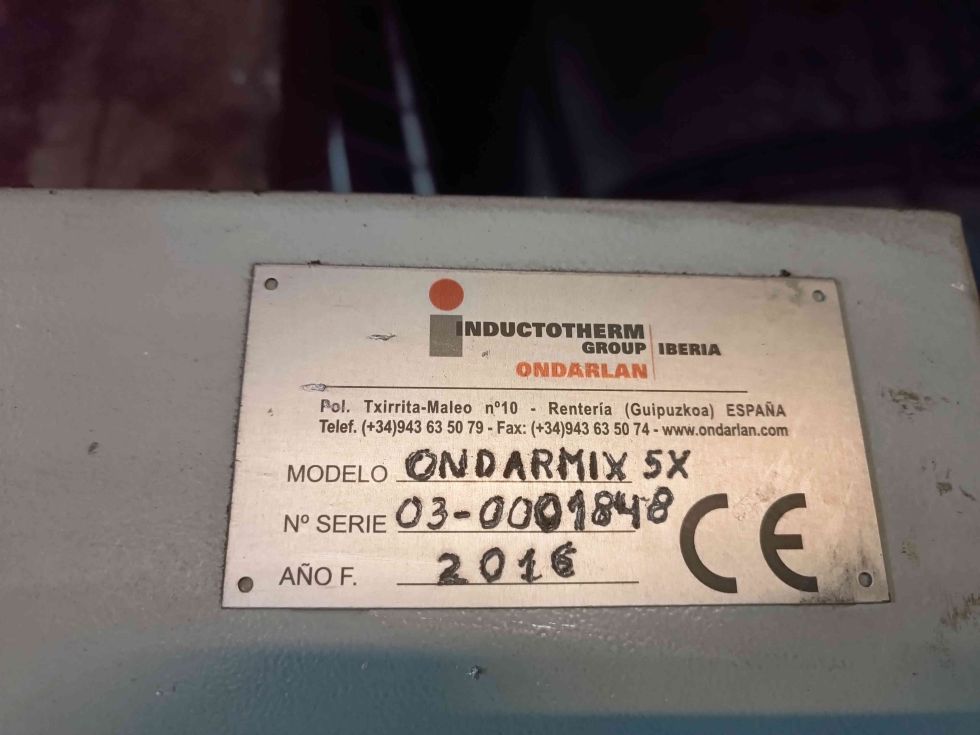 INDUCTOTHERM
GROUP IBERIA
ONDARLAN
Pol. Txirrita-Maleo nº10 - Rentería (Guipuzkoa) ESPAÑA
Telef. (+34)943 63 50 79 - Fax: (+34)943 63 50 74 - www.ondarlan.com
MODELO ONDARMIX 5X
Nº SERIE 03-0001848
AÑO F. 2016
CE